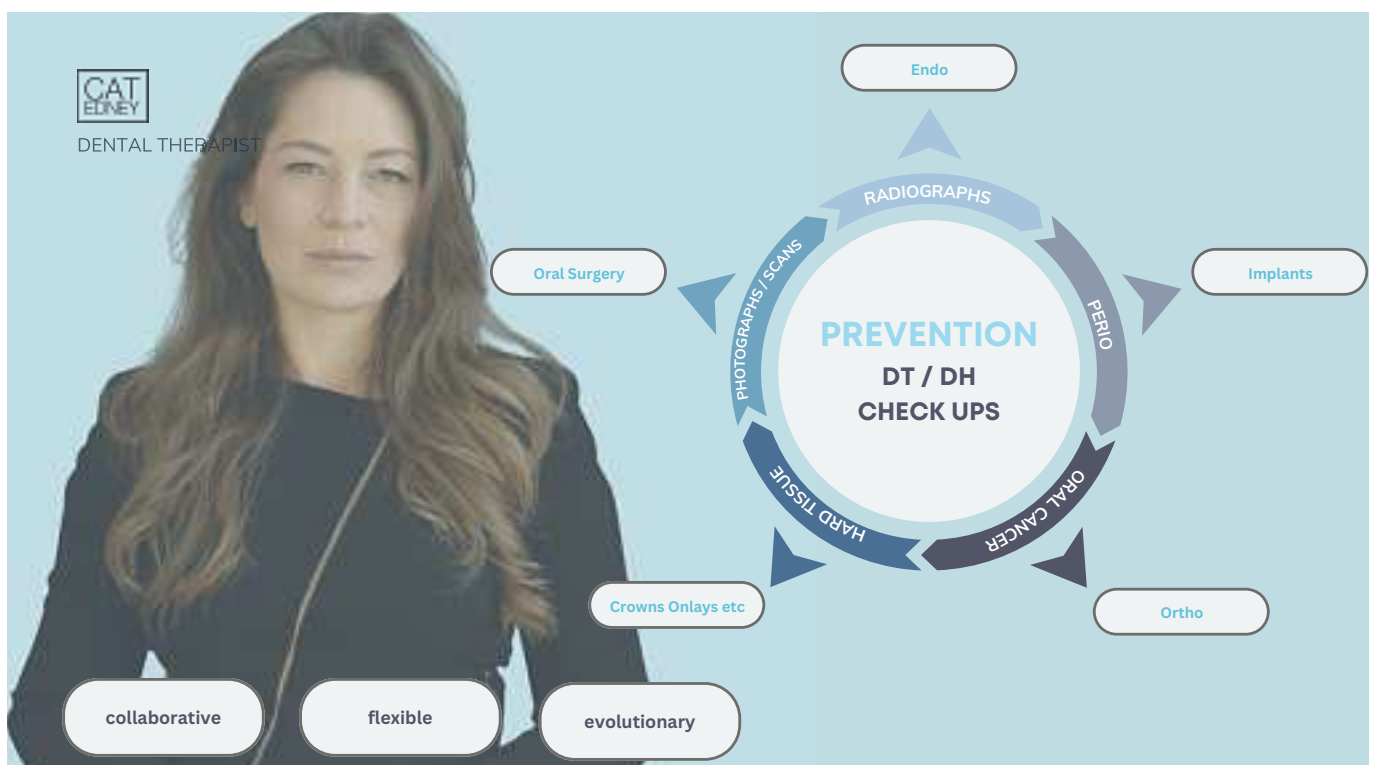 CAT
EDNEY
DENTAL THERAPIST
Endo
RADIOGRAPHS
PHOTOGRAPHS / SCANS
Oral Surgery
Implants
PERIO
PREVENTION
DT / DH
CHECK UPS
HARD TISSUE
ORAL CANCER
Crowns Onlays etc
Ortho
collaborative
flexible
evolutionary